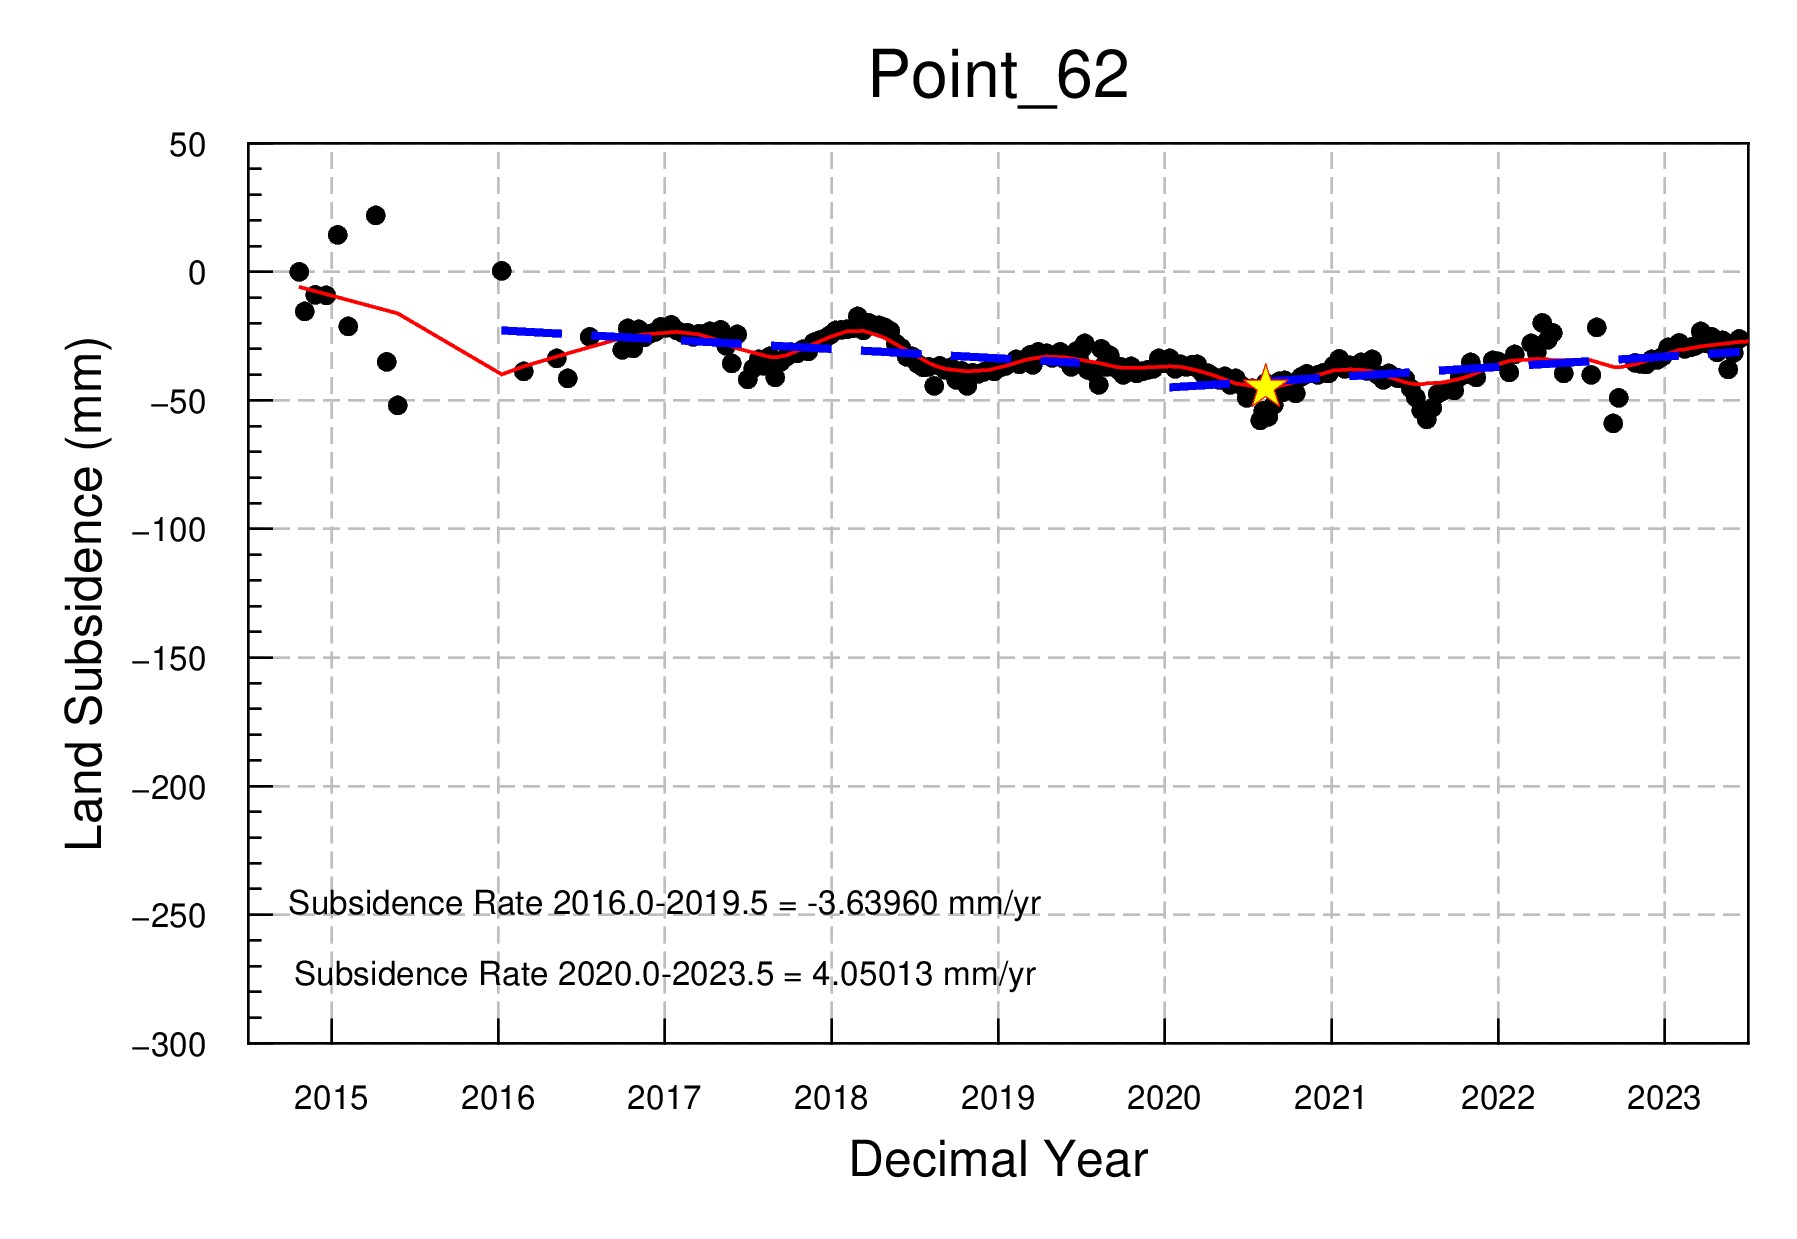 Point_62
50
0
−50
−100
−150
−200
−250
−300
Land Subsidence (mm)
Subsidence Rate 2016.0-2019.5 = -3.63960 mm/yr
Subsidence Rate 2020.0-2023.5 = 4.05013 mm/yr
2015 2016 2017 2018 2019 2020 2021 2022 2023
Decimal Year